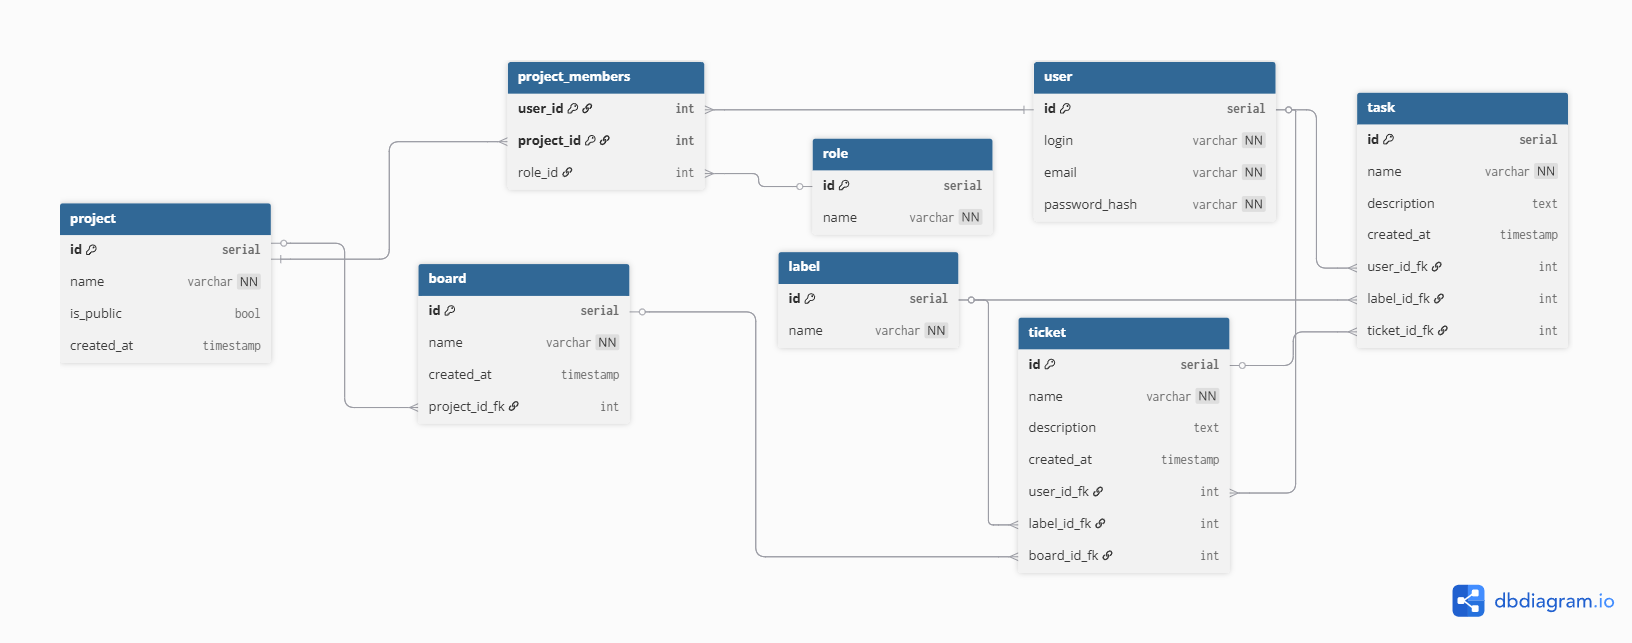 project_members
user_id int
project_id int
role_id int
user
id serial
login varchar NN
email varchar NN
password_hash varchar NN
task
id serial
name varchar NN
description text
created_at timestamp
user_id_fk int
label_id_fk int
ticket_id_fk int
role
id serial
name varchar NN
project
id serial
name varchar NN
is_public bool
created_at timestamp
board
id serial
name varchar NN
created_at timestamp
project_id_fk int
label
id serial
name varchar NN
ticket
id serial
name varchar NN
description text
created_at timestamp
user_id_fk int
label_id_fk int
board_id_fk int
dbdiagram.io